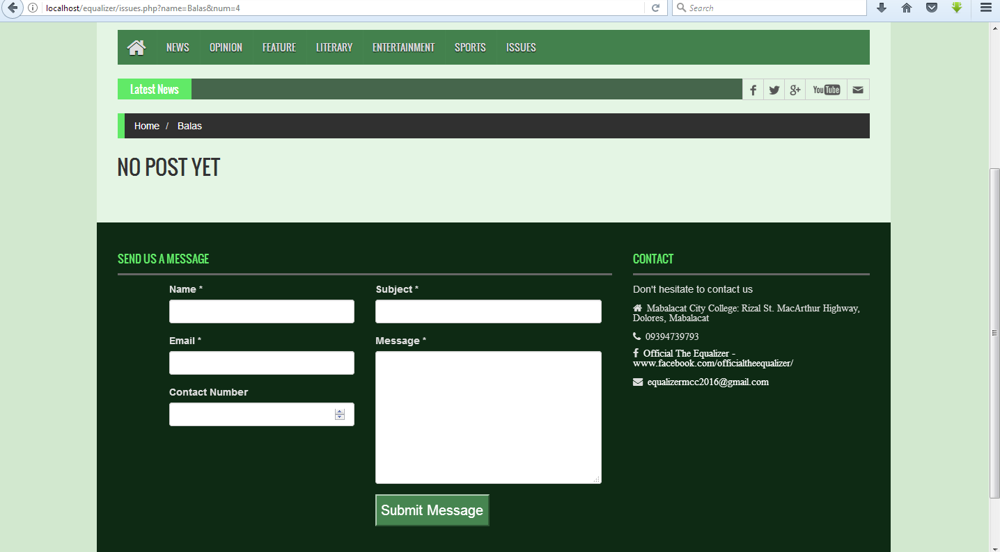 localhost/equalizer/issues.php?name=Balas&num=4
Search
NEWS OPINION FEATURE LITERARY ENTERTAINMENT SPORTS ISSUES
Latest News
You Tube
Home / Balas
NO POST YET
SEND US A MESSAGE
Name *
Subject *
Email *
Message *
Contact Number
Submit Message
CONTACT
Don't hesitate to contact us
Mabalacat City College: Rizal St. MacArthur Highway,
Dolores, Mabalacat
09394739793
Official The Equalizer -
www.facebook.com/officialtheequalizer/
equalizermcc2016@gmail.com